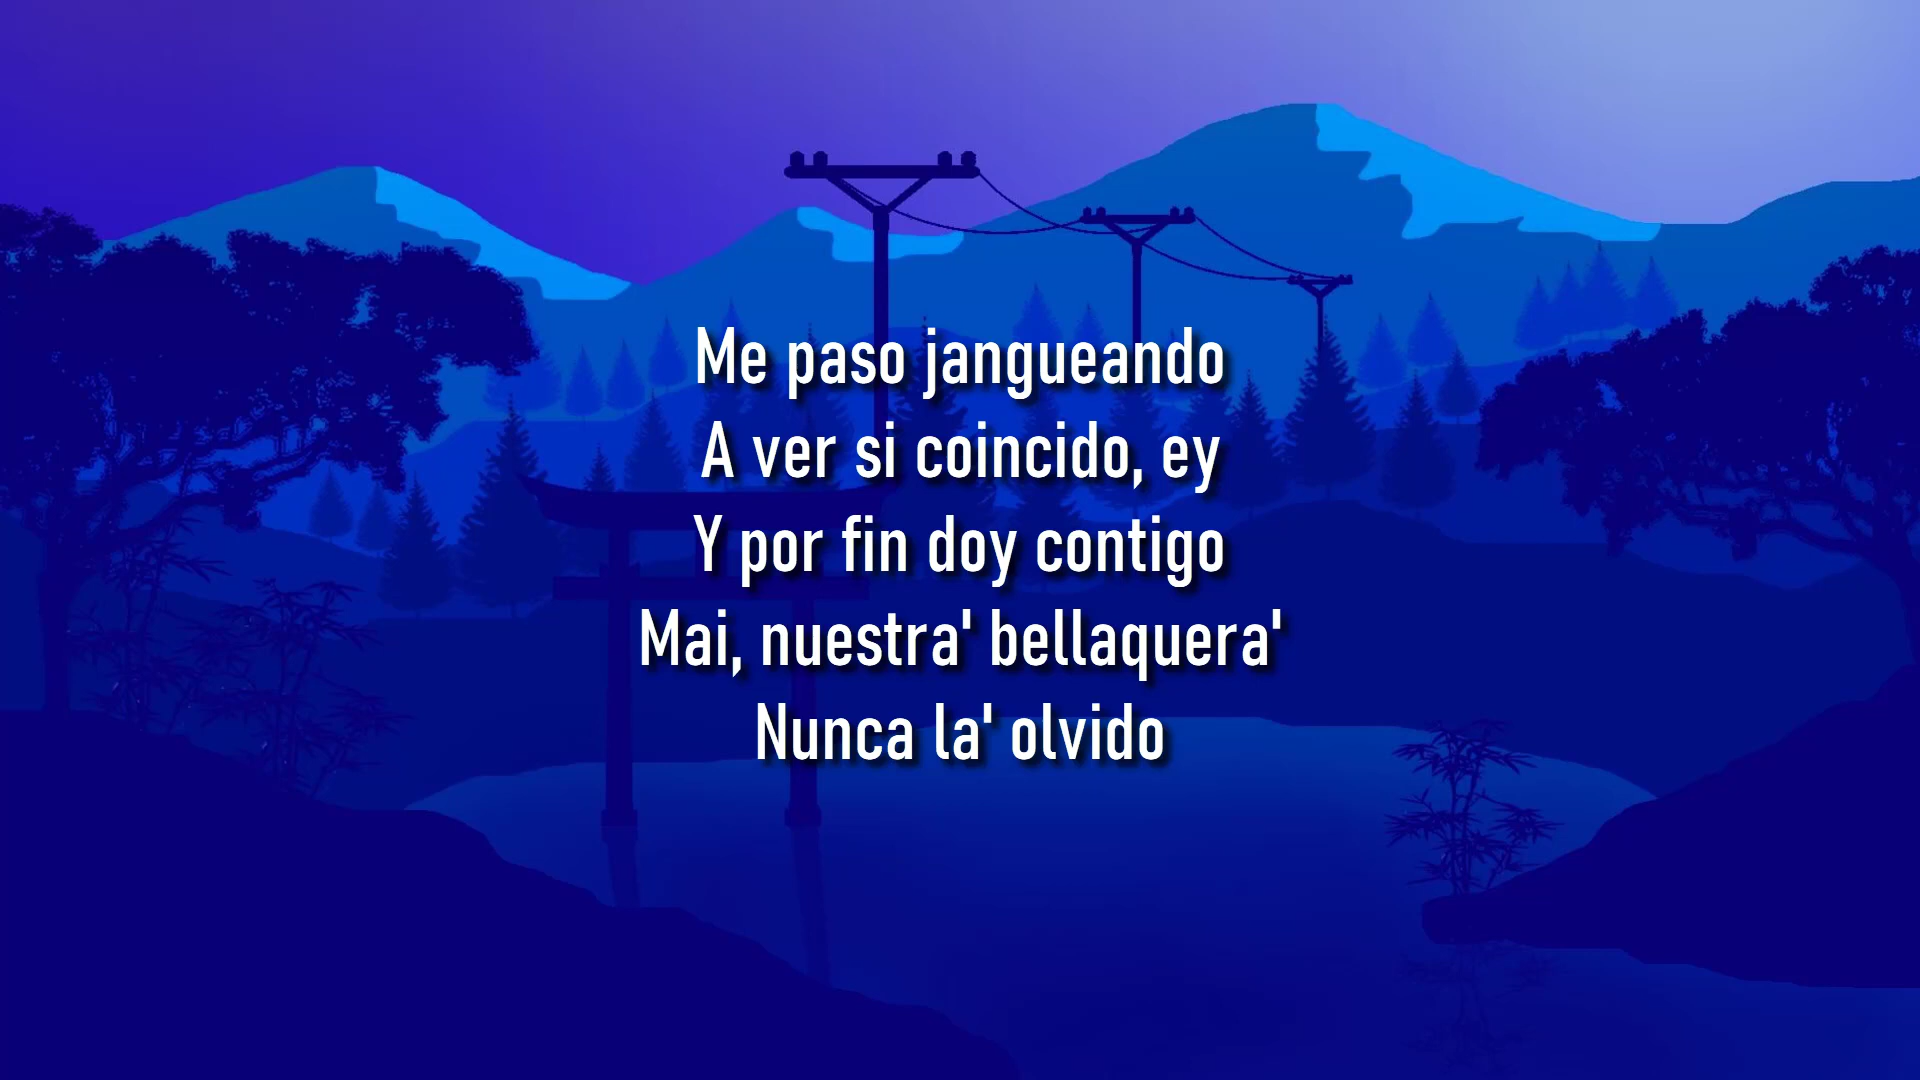 Me paso jangueando
A ver si coincido, ey
Y por fin doy contigo
Mai, nuestra' bellaquera'
Nunca la' olvido